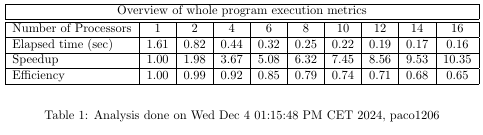 Overview of whole program execution metrics
Number of Processors 1 2 4 6 8 10 12 14 16
Elapsed time (sec) 1.61 0.82 0.44 0.32 0.25 0.22 0.19 0.17 0.16
Speedup 1.00 1.98 3.67 5.08 6.32 7.45 8.56 9.53 10.35
Efficiency 1.00 0.99 0.92 0.85 0.79 0.74 0.71 0.68 0.65
Table 1: Analysis done on Wed Dec 4 01:15:48 PM CET 2024, paco1206